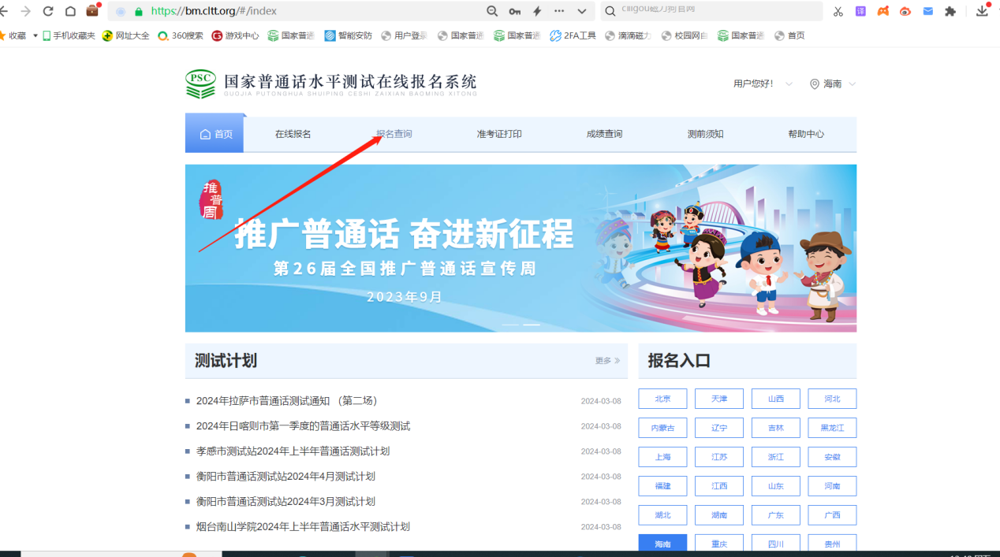 https://bm.cltt.org/#/index
ciligou磁力狗官网
收藏 手机收藏夹 网址大全 360搜索 游戏中心 国家普通 智能安防 用户登录 国家普通 国家普通 2FA工具 滴滴磁力 校园网自 国家普通 首页
PSC 国家普通话水平测试在线报名系统
GUOJIA PUTONGHUA SHUIPING CESHI ZAIXIAN BAOMING XITONG
用户您好! 海南
首页 在线报名 报名查询 准考证打印 成绩查询 测前须知 帮助中心
推普周
推广普通话 奋进新征程
第26届全国推广普通话宣传周
2023年9月
测试计划 更多
2024年拉萨市普通话测试通知 （第二场） 2024-03-08
2024年日喀则市第一季度的普通话水平等级测试 2024-03-08
孝感市测试站2024年上半年普通话测试计划 2024-03-08
衡阳市普通话测试站2024年4月测试计划 2024-03-08
衡阳市普通话测试站2024年3月测试计划 2024-03-08
烟台南山学院2024年上半年普通话水平测试计划 2024-03-08
报名入口
北京 天津 山西 河北
内蒙古 辽宁 吉林 黑龙江
上海 江苏 浙江 安徽
福建 江西 山东 河南
湖北 湖南 广东 广西
海南 重庆 四川 贵州